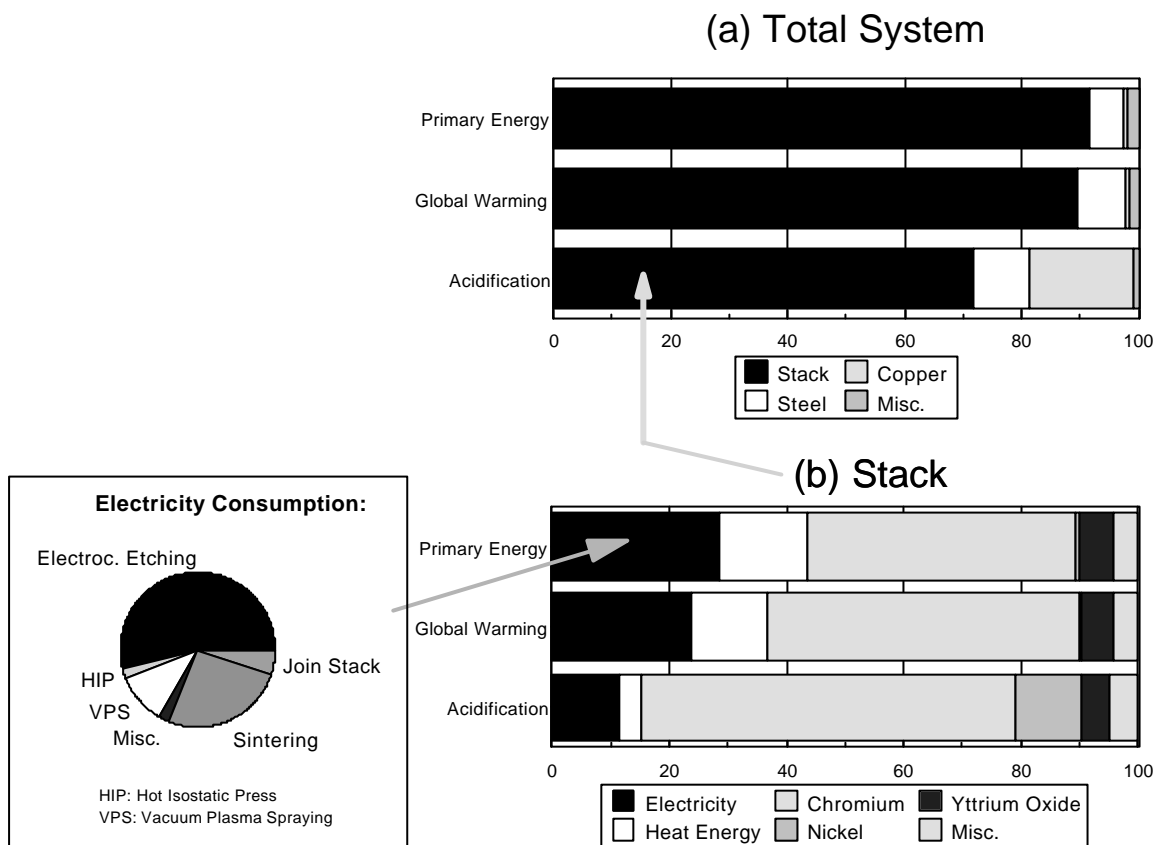 (a) Total System
Primary Energy
Global Warming
Acidification
0 20 40 60 80 100
Stack Copper
Steel Misc.
(b) Stack
Primary Energy
Global Warming
Acidification
0 20 40 60 80 100
Electricity Chromium Yttrium Oxide
Heat Energy Nickel Misc.
Electricity Consumption:
Electroc. Etching
Join Stack
HIP
VPS
Misc.
Sintering
HIP: Hot Isostatic Press
VPS: Vacuum Plasma Spraying